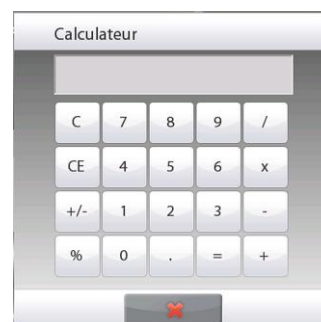 Calculateur
C 7 8 9 /
CE 4 5 6 x
+/- 1 2 3 -
% 0 . = +